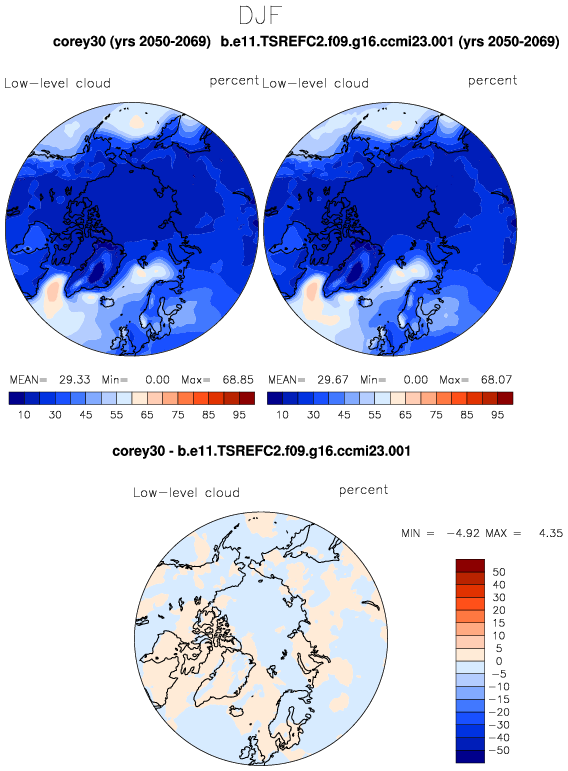 DJF
corey30 (yrs 2050-2069) b.e11.TSREFC2.f09.g16.ccmi23.001 (yrs 2050-2069)
Low-level cloud percent Low-level cloud percent
MEAN= 29.33 Min= 0.00 Max= 68.85 MEAN= 29.67 Min= 0.00 Max= 68.07
10 30 45 55 65 75 85 95 10 30 45 55 65 75 85 95
corey30 - b.e11.TSREFC2.f09.g16.ccmi23.001
Low-level cloud percent
MIN = -4.92 MAX = 4.35
50
40
30
20
15
10
5
0
-5
-10
-15
-20
-30
-40
-50